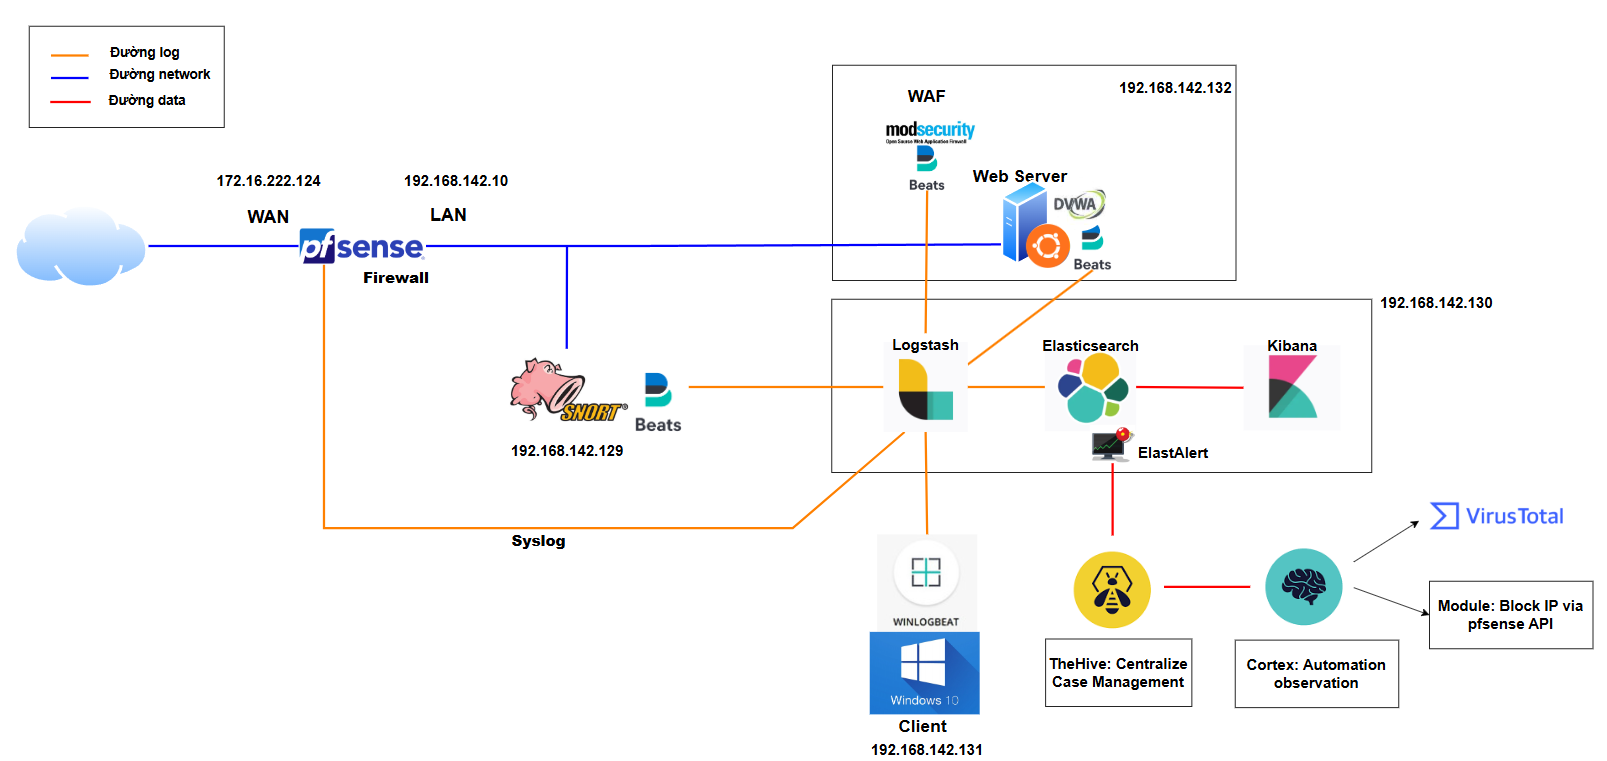 Đường log
Đường network
Đường data
172.16.222.124
192.168.142.10
WAN
LAN
pfsense
Firewall
192.168.142.132
WAF
modsecurity
Open Source Web Application Firewall
Beats
Web Server
DVWA
Beats
192.168.142.130
Logstash
Elasticsearch
Kibana
ElastAlert
SNORT®
Beats
192.168.142.129
Syslog
WINLOGBEAT
Windows 10
Client
192.168.142.131
TheHive: Centralize
Case Management
Cortex: Automation
observation
VirusTotal
Module: Block IP via
pfsense API